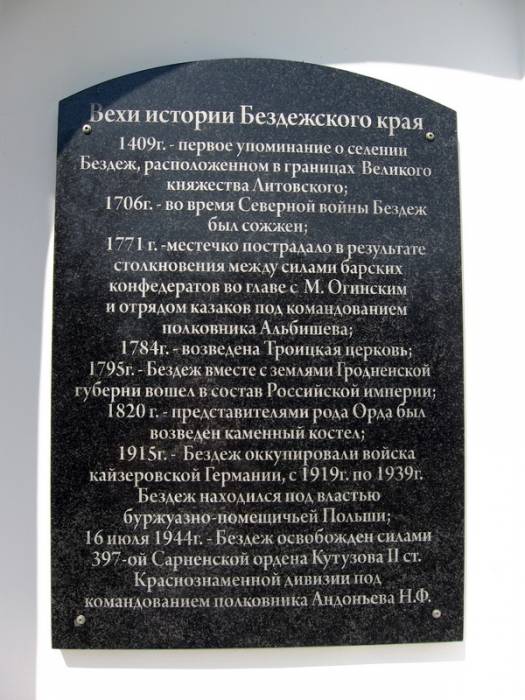 Вехи истории Бездежского края
1409г. - первое упоминание о селении
Бездеж, расположенном в границах Великого
княжества Литовского;
1706г. - во время Северной войны Бездеж
был сожжен;
1771 г. -местечко пострадало в результате
столкновения между силами барских
конфедератов во главе с М. Огинским
и отрядом казаков под командованием
полковника Альбишева;
1784г. - возведена Троицкая церковь;
1795г. - Бездеж вместе с землями Гродненской
губерни вошел в состав Российской империи;
1820 г. - представителями рода Орда был
возведен каменный костел;
1915г. - Бездеж оккупировали войска
кайзеровской Германии, с 1919г. по 1939г.
Бездеж находился под властью
буржуазно-помещичьей Польши;
16 июля 1944г. - Бездеж освобожден силами
397-ой Сарненской ордена Кутузова II ст.
Краснознаменной дивизии под
командованием полковника Андоньева Н.Ф.